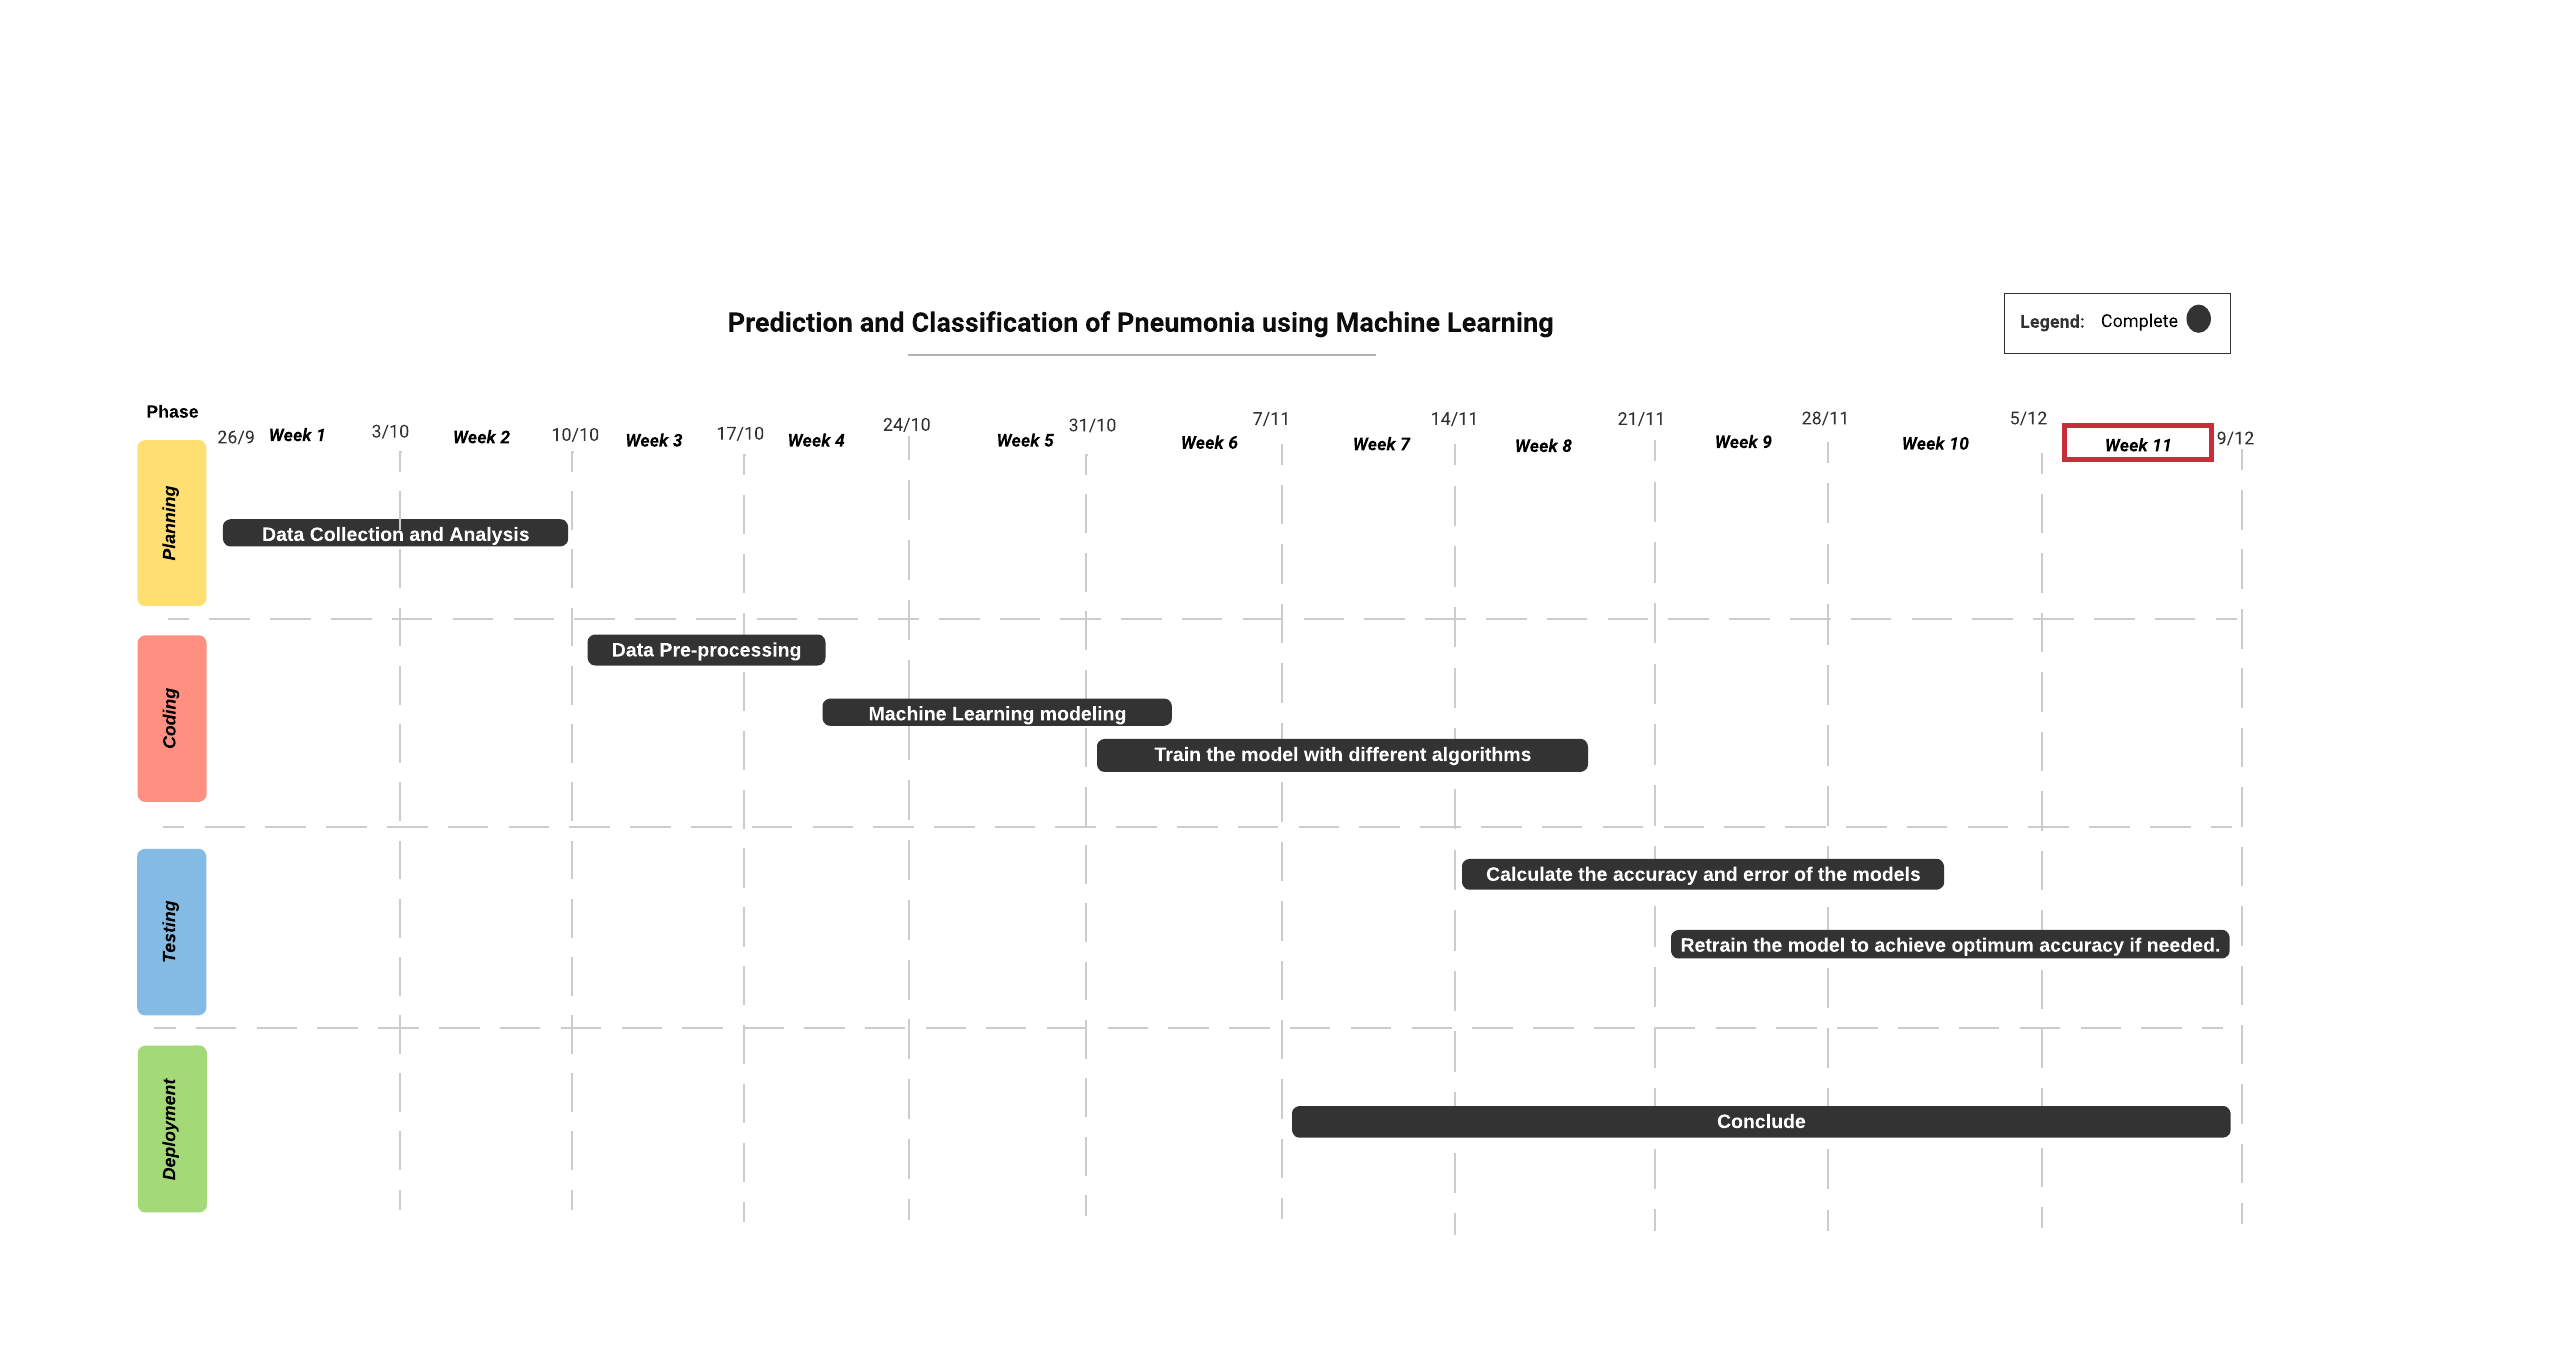 Prediction and Classification of Pneumonia using Machine Learning
Legend: Complete
Phase
26/9 Week 1 3/10 Week 2 10/10 Week 3 17/10 Week 4 24/10 Week 5 31/10 Week 6 7/11 Week 7 14/11 Week 8 21/11 Week 9 28/11 Week 10 5/12 Week 11 9/12
Planning
Data Collection and Analysis
Coding
Data Pre-processing
Machine Learning modeling
Train the model with different algorithms
Testing
Calculate the accuracy and error of the models
Retrain the model to achieve optimum accuracy if needed.
Deployment
Conclude